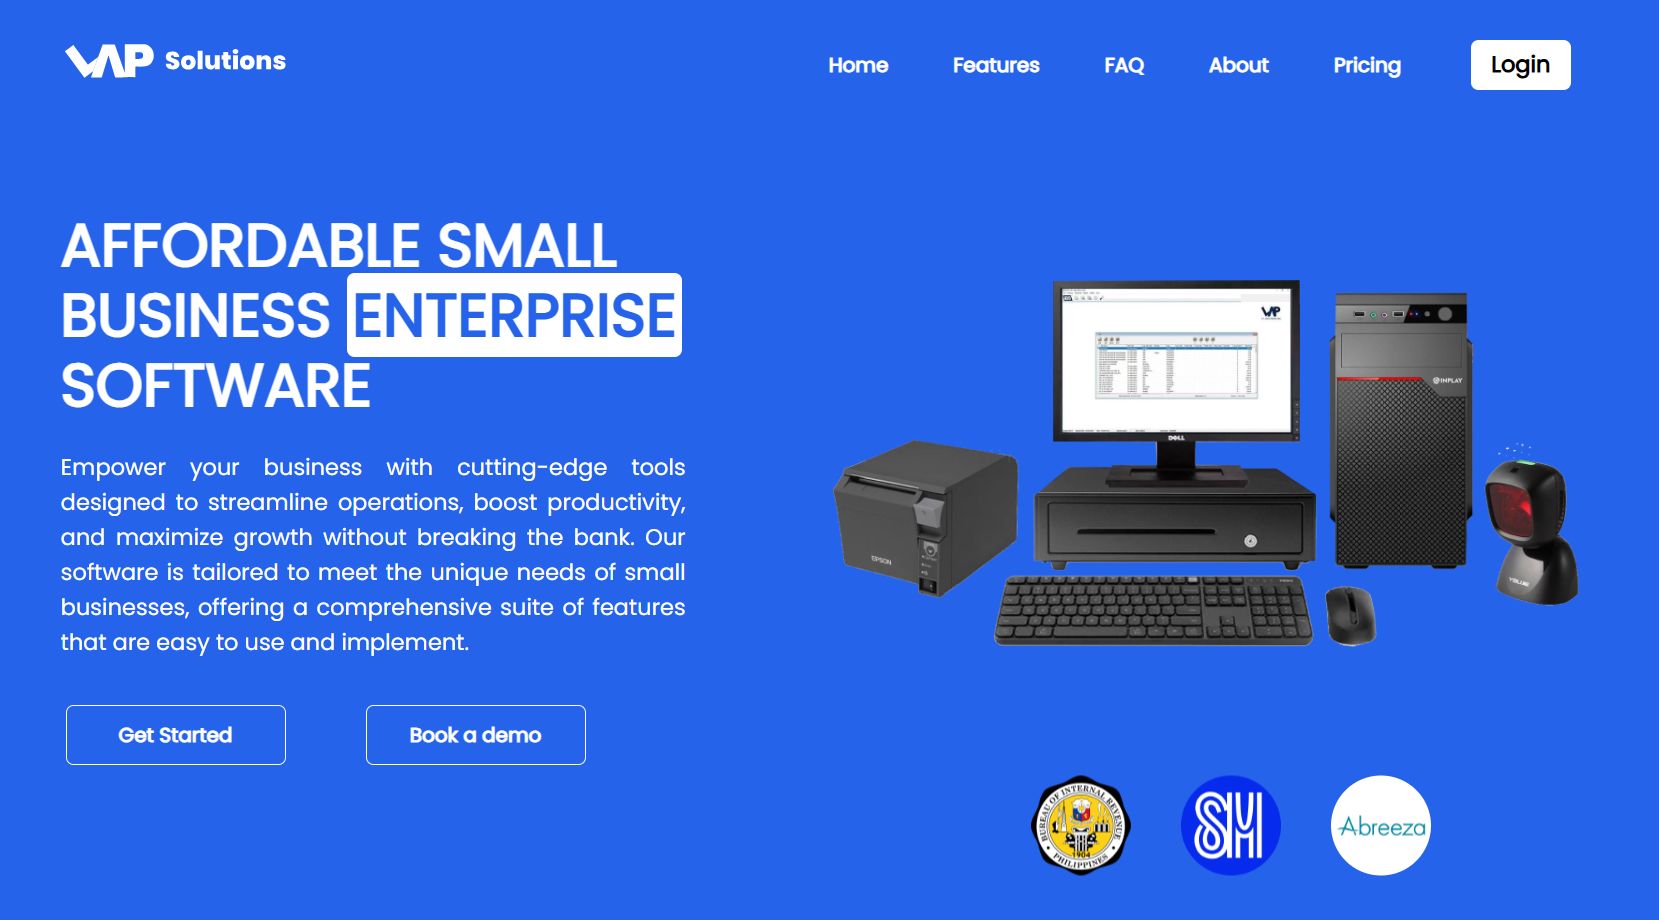 WAP Solutions
Home
Features
FAQ
About
Pricing
Login
AFFORDABLE SMALL
BUSINESS ENTERPRISE
SOFTWARE
Empower your business with cutting-edge tools
designed to streamline operations, boost productivity,
and maximize growth without breaking the bank. Our
software is tailored to meet the unique needs of small
businesses, offering a comprehensive suite of features
that are easy to use and implement.
Get Started
Book a demo
WP
DELL
INPLAY
EPSON
YBLUE
BUREAU OF INTERNAL REVENUE
1904
PHILIPPINES
SM
Abreeza